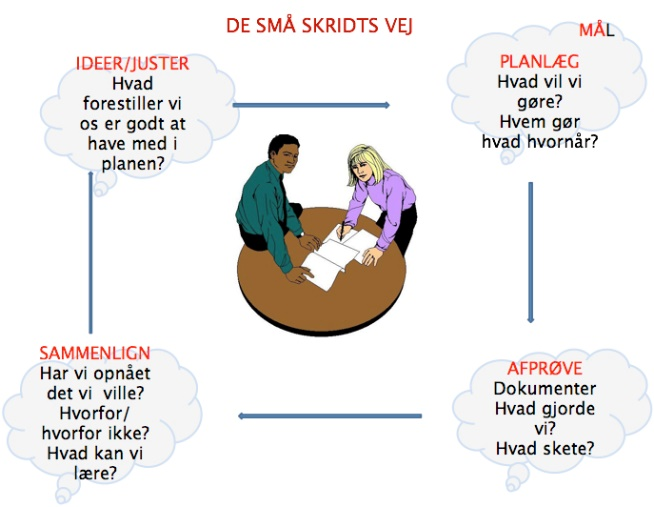 DE SMÅ SKRIDTS VEJ
MÅL
IDEER/JUSTER
Hvad
forestiller vi
os er godt at
have med i
planen?
PLANLÆG
Hvad vil vi
gøre?
Hvem gør
hvad hvornår?
AFPRØVE
Dokumenter
Hvad gjorde
vi?
Hvad skete?
SAMMENLIGN
Har vi opnået
det vi ville?
Hvorfor/
hvorfor ikke?
Hvad kan vi
lære?